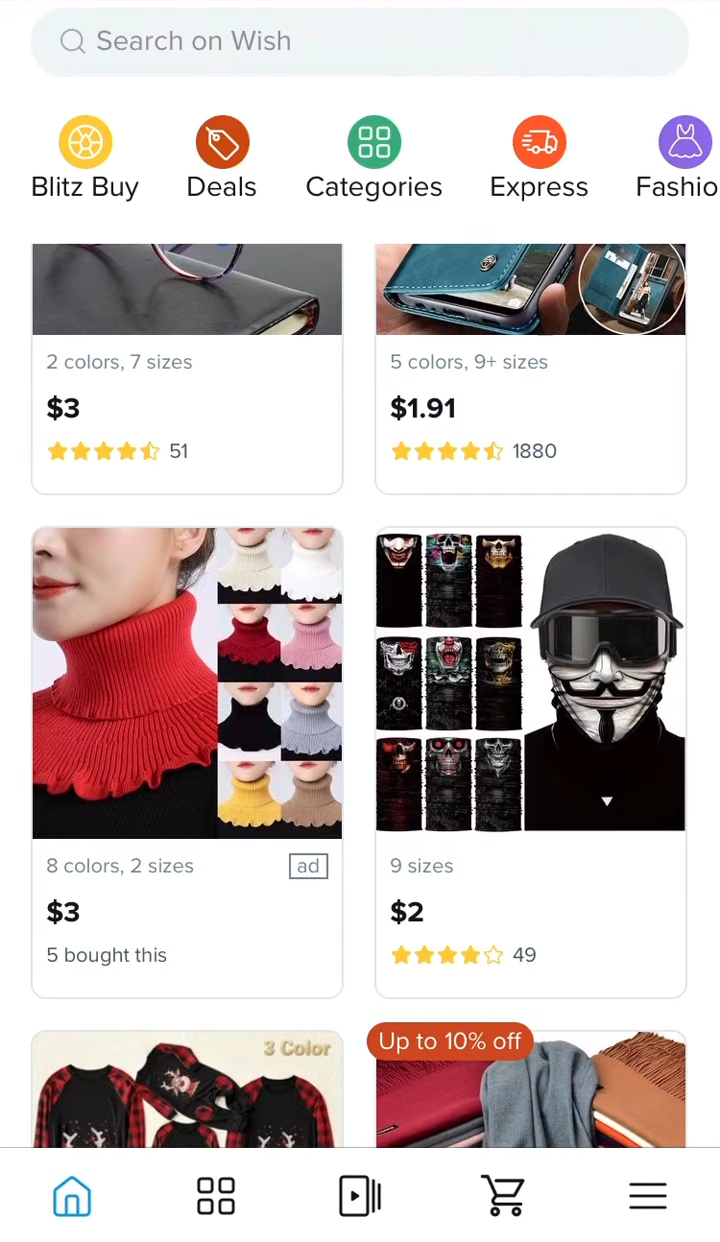 Search on Wish
Blitz Buy
Deals
Categories
Express
Fashio
2 colors, 7 sizes
$3
51
5 colors, 9+ sizes
$1.91
1880
8 colors, 2 sizes
ad
$3
5 bought this
9 sizes
$2
49
3 Color
Up to 10% off